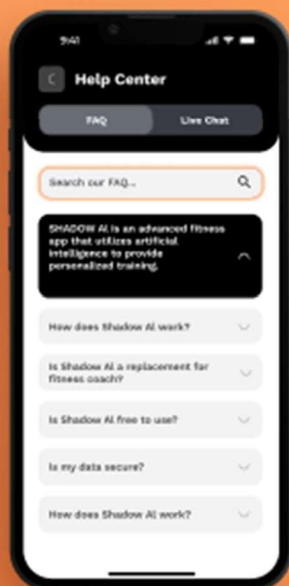 9:41
Help Center
FAQ
Live Chat
Search our FAQ...
SHADOW AI is an advanced fitness
app that utilizes artificial
intelligence to provide
personalized training.
How does Shadow AI work?
Is Shadow AI a replacement for
fitness coach?
Is Shadow AI free to use?
Is my data secure?
How does Shadow AI work?